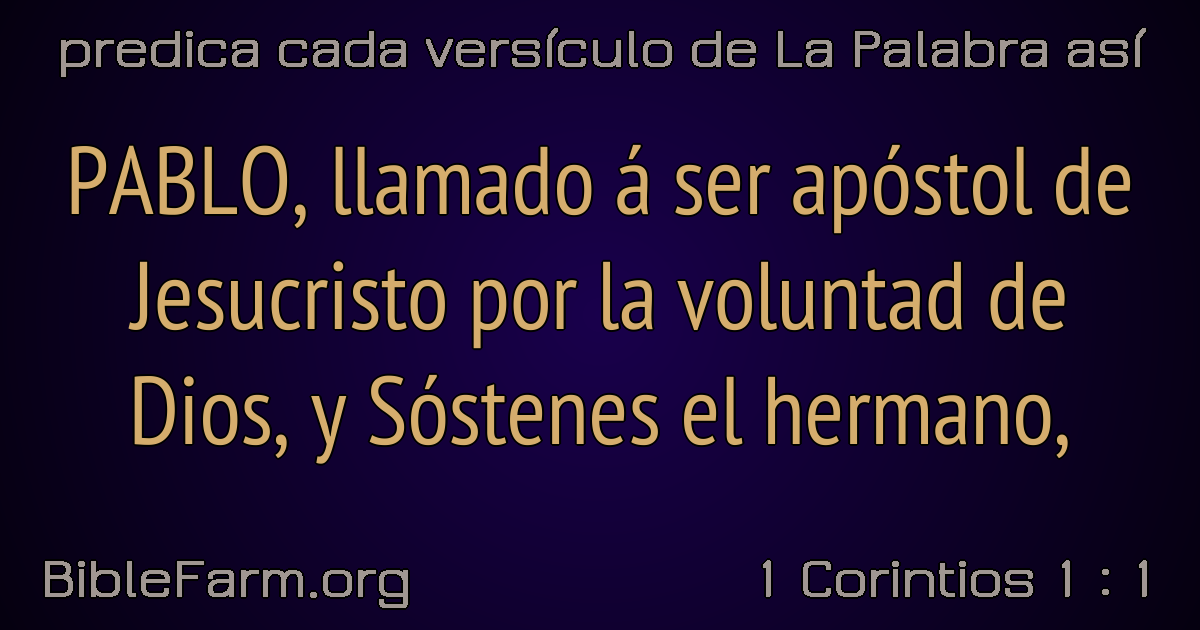 predica cada versículo de La Palabra así
PABLO, llamado á ser apóstol de
Jesucristo por la voluntad de
Dios, y Sóstenes el hermano,
BibleFarm.org
1 Corintios 1 : 1